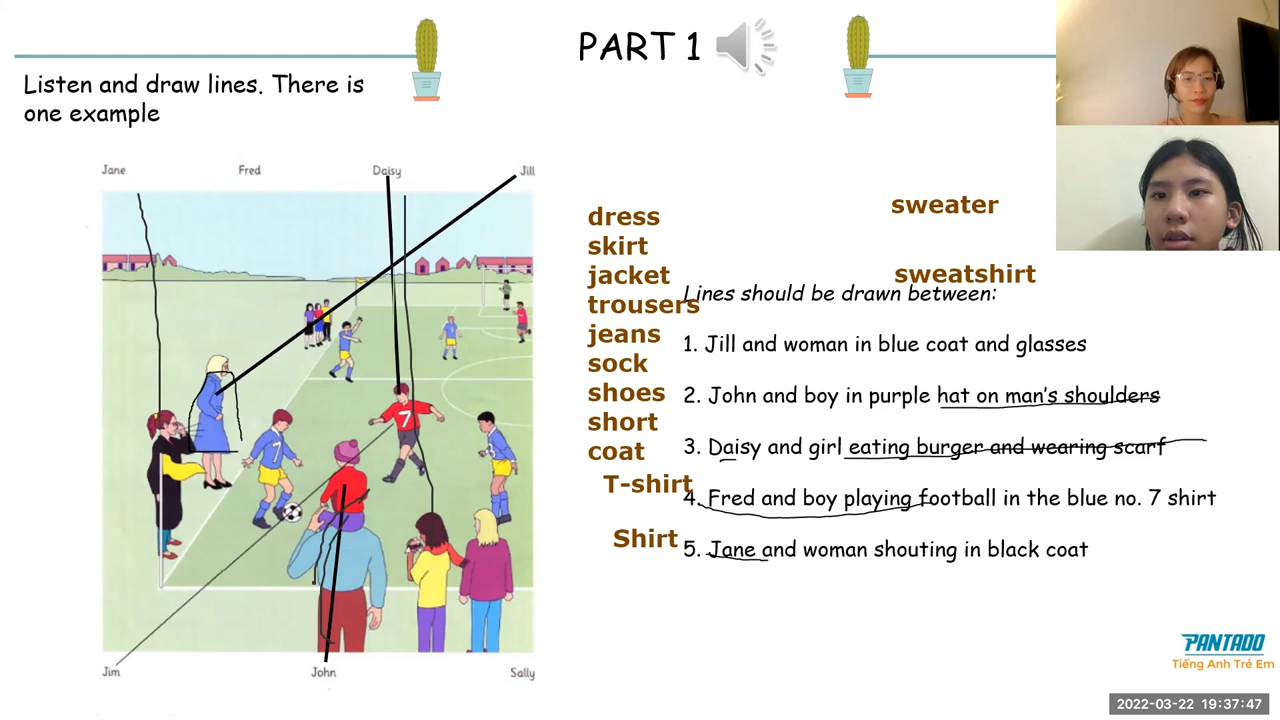 PART 1
Listen and draw lines. There is
one example
Jane Fred Daisy Jill
dress
skirt
jacket
trousers
jeans
sock
shoes
short
coat
T-shirt
Shirt
sweater
sweatshirt
Lines should be drawn between:
1. Jill and woman in blue coat and glasses
2. John and boy in purple hat on man's shoulders
3. Daisy and girl eating burger and wearing scarf
4. Fred and boy playing football in the blue no. 7 shirt
5. Jane and woman shouting in black coat
7
7
Jim John Sally
PANTADO
Tiếng Anh Trẻ Em
2022-03-22 19:37:47